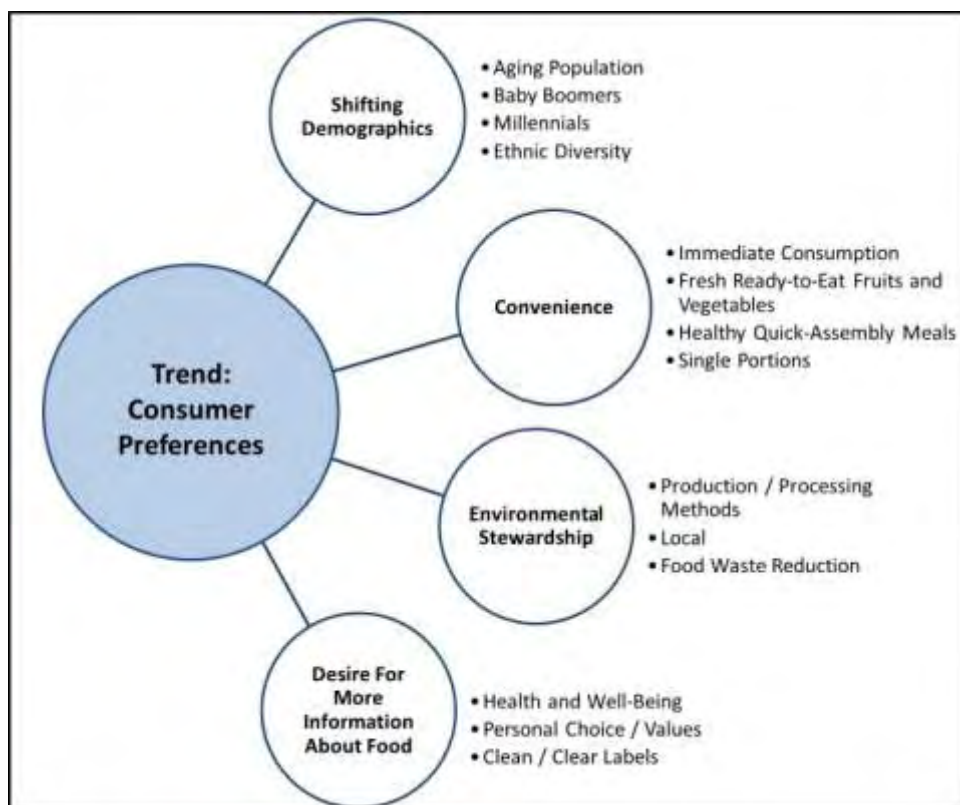 Shifting
Demographics
• Aging Population
• Baby Boomers
• Millennials
• Ethnic Diversity
Convenience
• Immediate Consumption
• Fresh Ready-to-Eat Fruits and
Vegetables
• Healthy Quick-Assembly Meals
• Single Portions
Trend:
Consumer
Preferences
Environmental
Stewardship
• Production / Processing
Methods
• Local
• Food Waste Reduction
Desire For
More
Information
About Food
• Health and Well-Being
• Personal Choice / Values
• Clean / Clear Labels